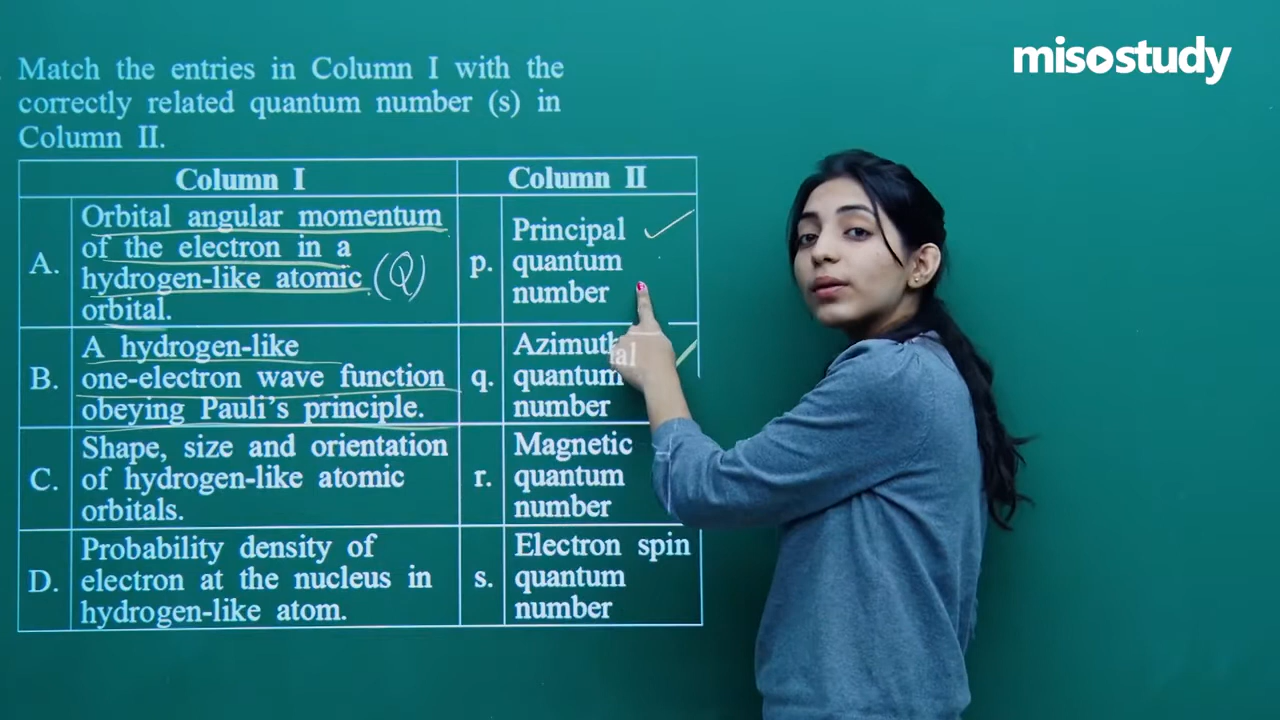 misostudy
Match the entries in Column I with the
correctly related quantum number (s) in
Column II.
Column I
Column II
A.
Orbital angular momentum
of the electron in a
hydrogen-like atomic (Q)
orbital.
p.
Principal
quantum
number
B.
A hydrogen-like
one-electron wave function
obeying Pauli's principle.
q.
Azimuthal
quantum
number
C.
Shape, size and orientation
of hydrogen-like atomic
orbitals.
r.
Magnetic
quantum
number
D.
Probability density of
electron at the nucleus in
hydrogen-like atom.
s.
Electron spin
quantum
number